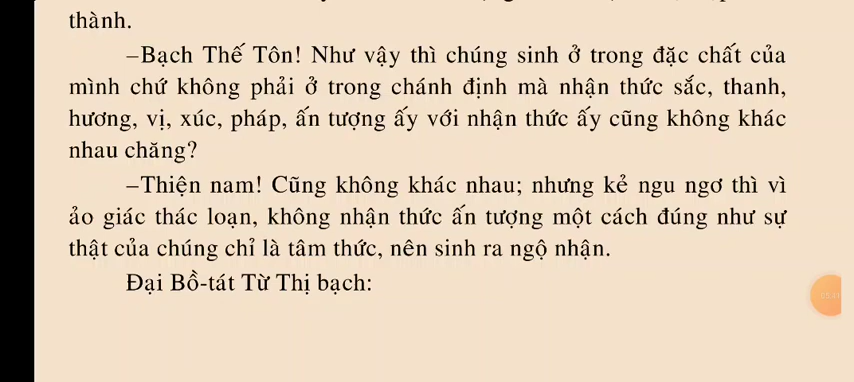 thành.
–Bạch Thế Tôn! Như vậy thì chúng sinh ở trong đặc chất của
mình chứ không phải ở trong chánh định mà nhận thức sắc, thanh,
hương, vị, xúc, pháp, ấn tượng ấy với nhận thức ấy cũng không khác
nhau chăng?
–Thiện nam! Cũng không khác nhau; nhưng kẻ ngu ngơ thì vì
ảo giác thác loạn, không nhận thức ấn tượng một cách đúng như sự
thật của chúng chỉ là tâm thức, nên sinh ra ngộ nhận.
Đại Bồ-tát Từ Thị bạch: